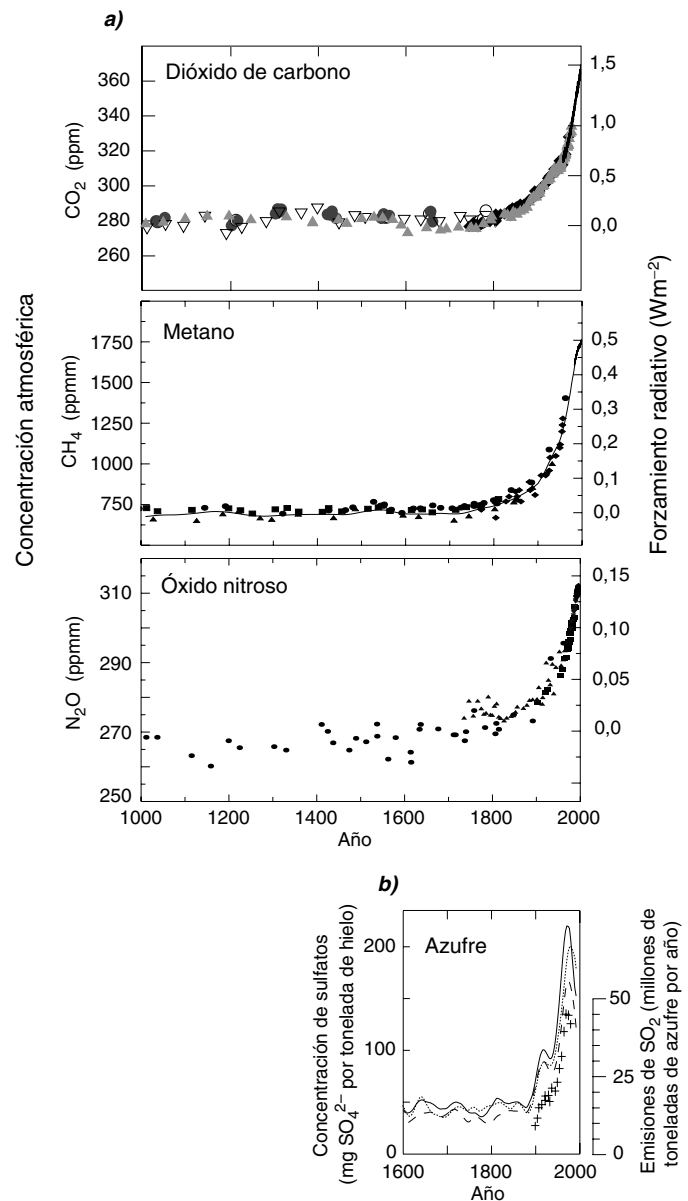 a)
Concentración atmosférica
Forzamiento radiativo (Wm–2)
Dióxido de carbono
CO2 (ppm)
360
340
320
300
280
260
1,5
1,0
0,5
0,0
Metano
CH4 (ppmm)
1750
1500
1250
1000
750
500
0,5
0,4
0,3
0,2
0,1
0,0
Óxido nitroso
N2O (ppmm)
310
290
270
250
0,15
0,10
0,05
0,0
1000 1200 1400 1600 1800 2000
Año
b)
Azufre
Concentración de sulfatos
(mg SO4 2– por tonelada de hielo)
200
100
0
50
25
0
Emisiones de SO2 (millones de
toneladas de azufre por año)
1600 1800 2000
Año